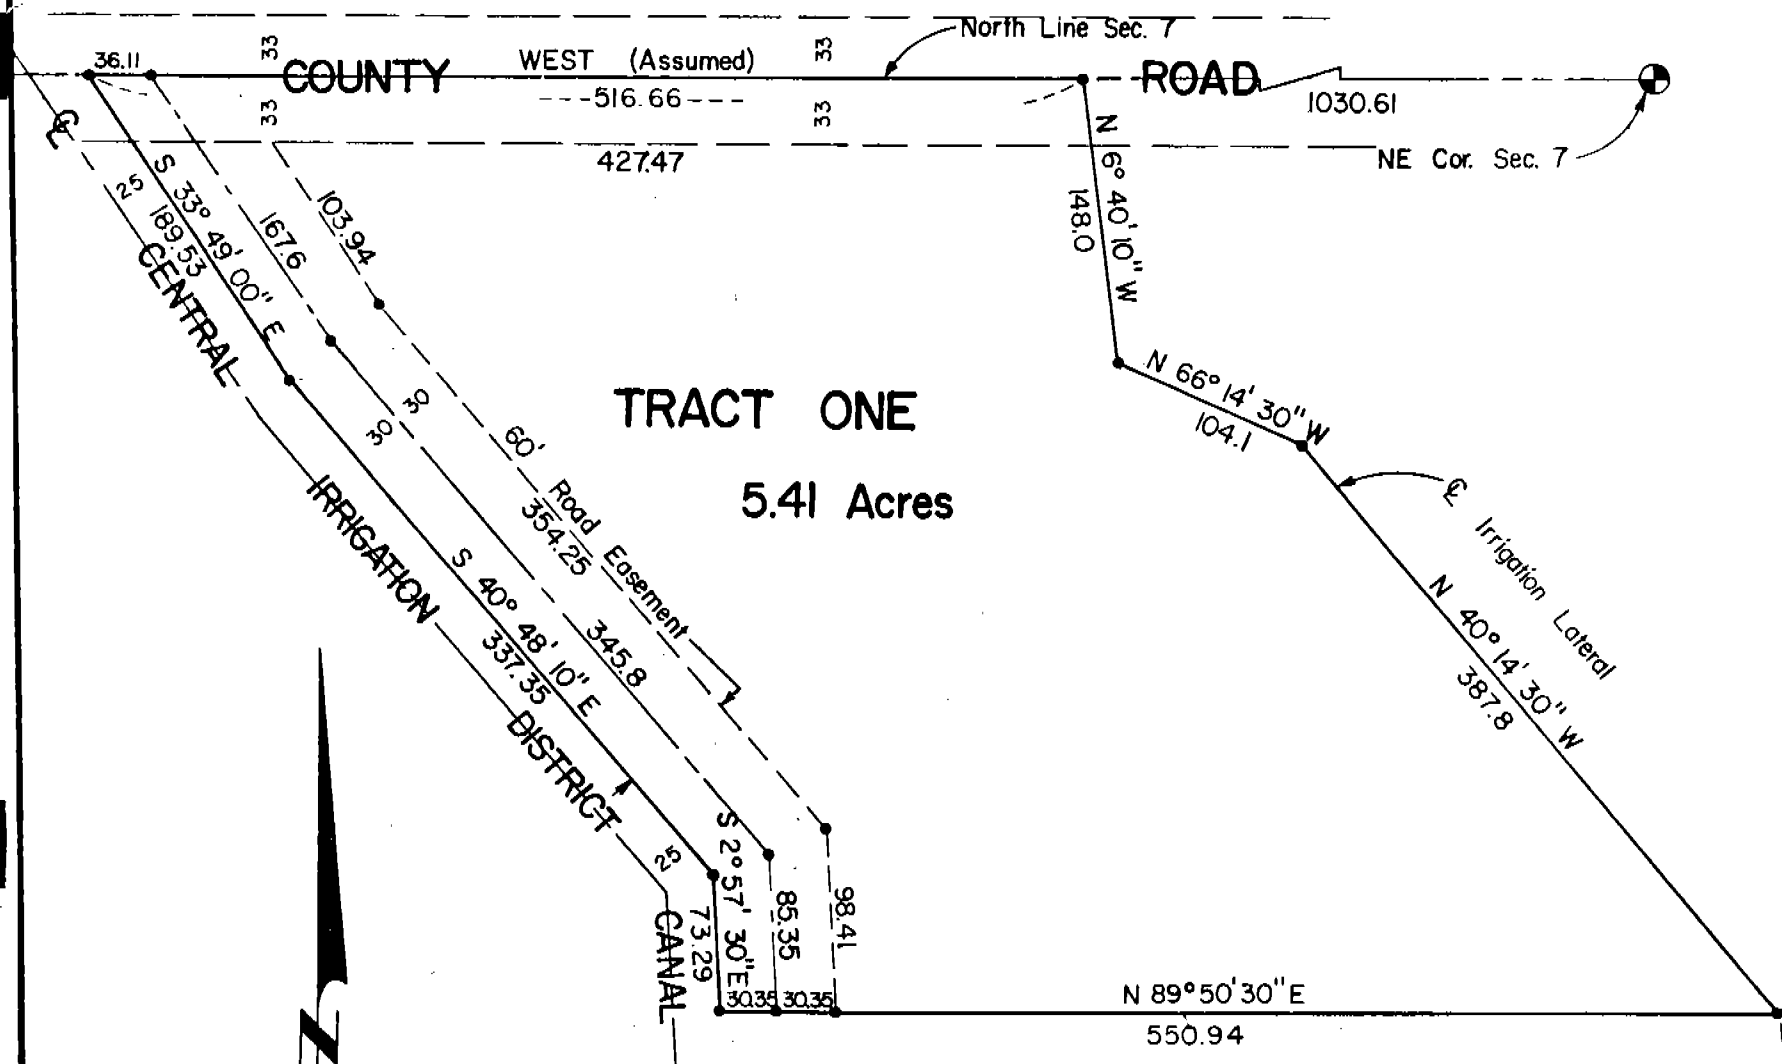 North Line Sec. 7
36.11
33
WEST (Assumed)
33
COUNTY
ROAD
---516.66---
1030.61
33
33
℄
427.47
NE Cor. Sec. 7
N 6° 40' 10" W
148.0
S 33° 49' 00" E
189.53
25
167.6
103.94
CENTRAL
N 66° 14' 30" W
104.1
TRACT ONE
5.41 Acres
30
30
60' Road Easement
354.25
℄ Irrigation Lateral
IRRIGATION
S 40° 48' 10" E
337.35
345.8
N 40° 14' 30" W
387.8
DISTRICT
25
S 2° 57' 30" E
73.29
85.35
98.41
CANAL
30.35
30.35
N 89° 50' 30" E
550.94
N